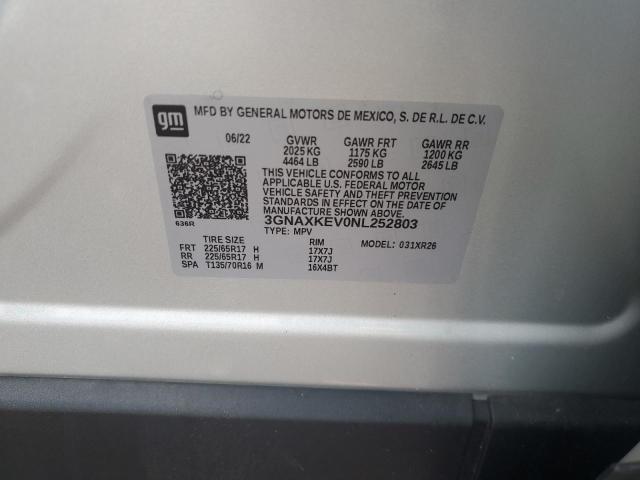 gm
MFD BY GENERAL MOTORS DE MEXICO, S. DE R.L. DE C.V.
06/22 GVWR GAWR FRT GAWR RR
2025 KG 1175 KG 1200 KG
4464 LB 2590 LB 2645 LB
THIS VEHICLE CONFORMS TO ALL
APPLICABLE U.S. FEDERAL MOTOR
VEHICLE SAFETY AND THEFT PREVENTION
STANDARDS IN EFFECT ON THE DATE OF
MANUFACTURE SHOWN ABOVE.
3GNAXKEV0NL252803
636R
TYPE: MPV
MODEL: 031XR26
TIRE SIZE RIM
FRT 225/65R17 H 17X7J
RR 225/65R17 H 17X7J
SPA T135/70R16 M 16X4BT